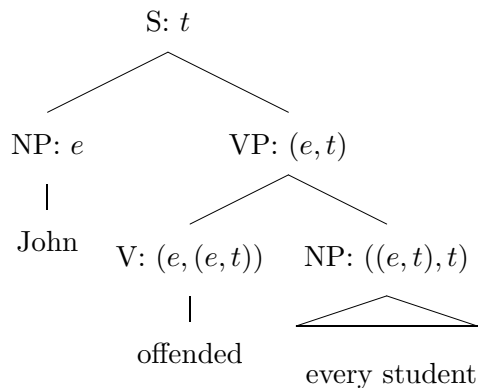 S: t
NP: e VP: (e, t)
John V: (e, (e, t)) NP: ((e, t), t)
offended every student